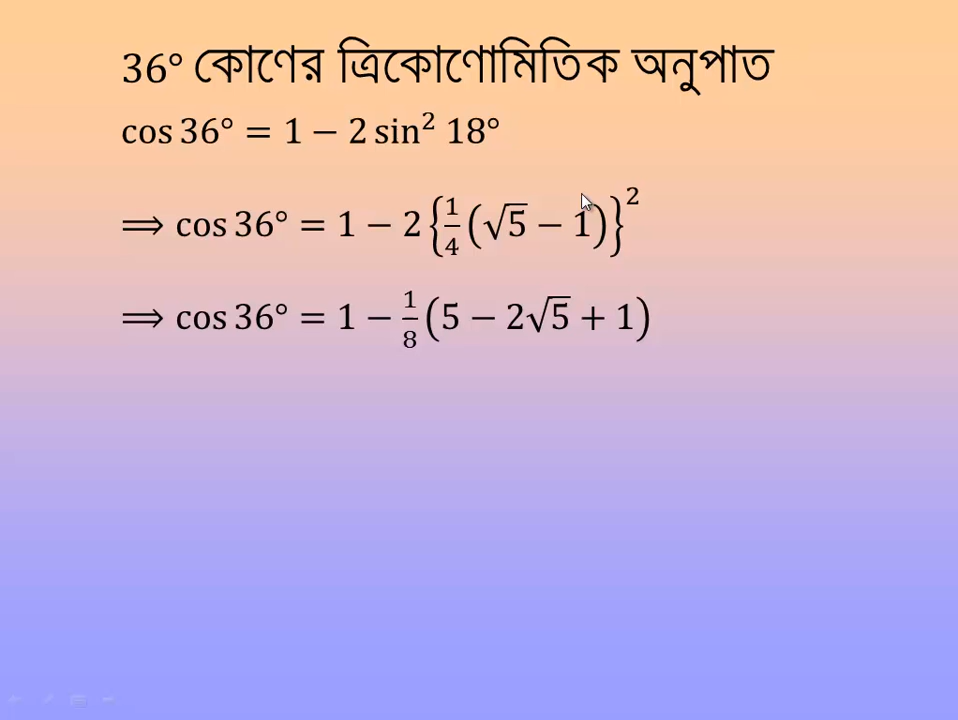 36° কোণের ত্রিকোণোমিতিক অনুপাত
cos 36° = 1 − 2 sin² 18°
⟹ cos 36° = 1 − 2 {1/4 (√5 − 1)}²
⟹ cos 36° = 1 − 1/8 (5 − 2√5 + 1)